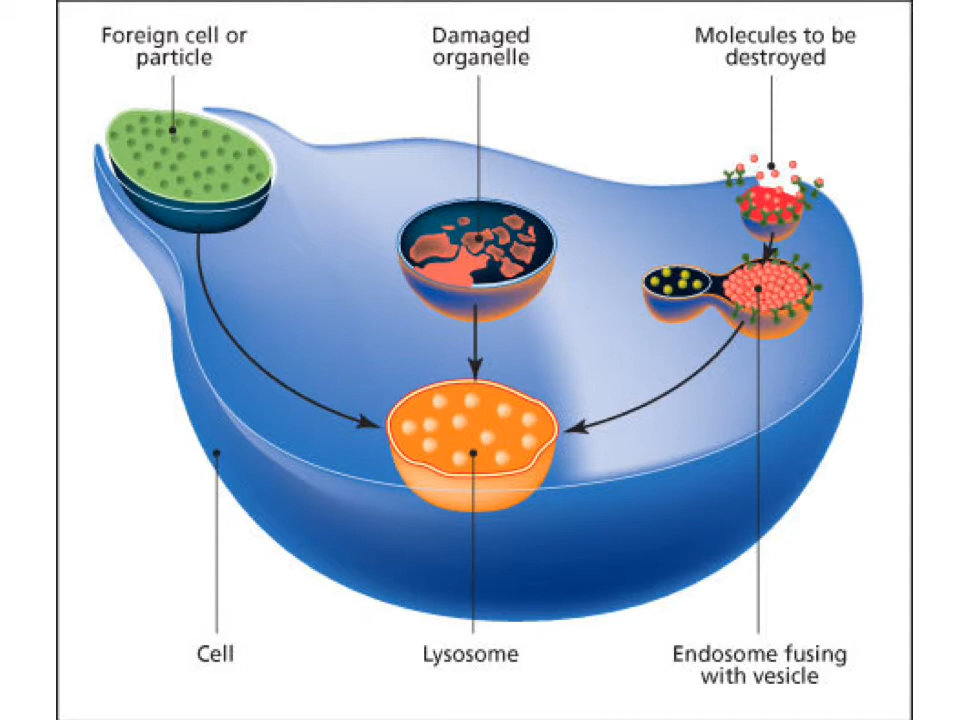 Foreign cell or
particle
Damaged
organelle
Molecules to be
destroyed
Cell
Lysosome
Endosome fusing
with vesicle